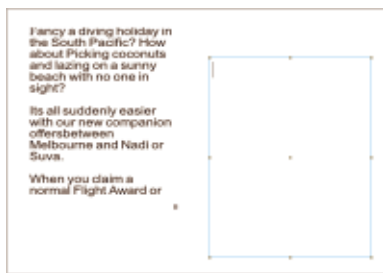 Fancy a diving holiday in
the South Pacific? How
about Picking coconuts
and lazing on a sunny
beach with no one in
sight?
Its all suddenly easier
with our new companion
offersbetween
Melbourne and Nadi or
Suva.
When you claim a
normal Flight Award or